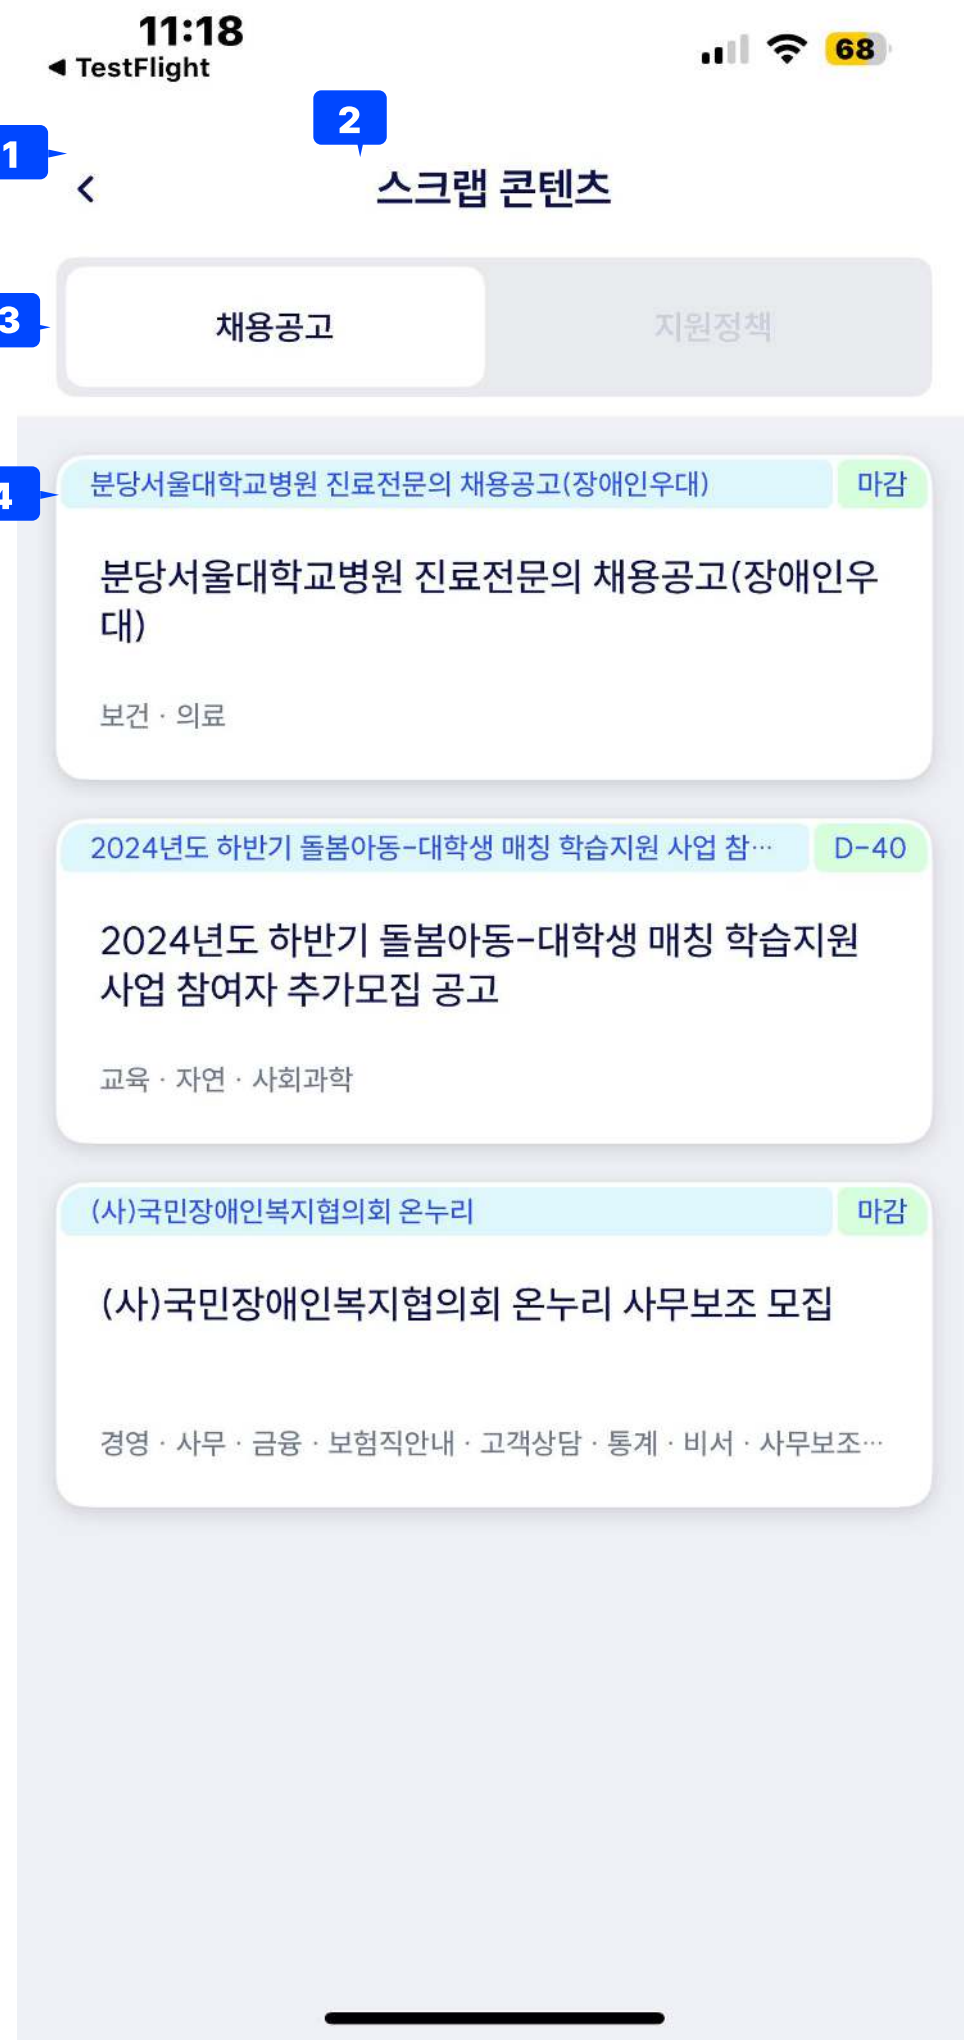 11:18
◀ TestFlight
68
2
1
스크랩 콘텐츠
3
채용공고
지원정책
4
분당서울대학교병원 진료전문의 채용공고(장애인우대)
마감
분당서울대학교병원 진료전문의 채용공고(장애인우
대)
보건 · 의료
2024년도 하반기 돌봄아동-대학생 매칭 학습지원 사업 참…
D-40
2024년도 하반기 돌봄아동-대학생 매칭 학습지원
사업 참여자 추가모집 공고
교육 · 자연 · 사회과학
(사)국민장애인복지협의회 온누리
마감
(사)국민장애인복지협의회 온누리 사무보조 모집
경영 · 사무 · 금융 · 보험직안내 · 고객상담 · 통계 · 비서 · 사무보조…